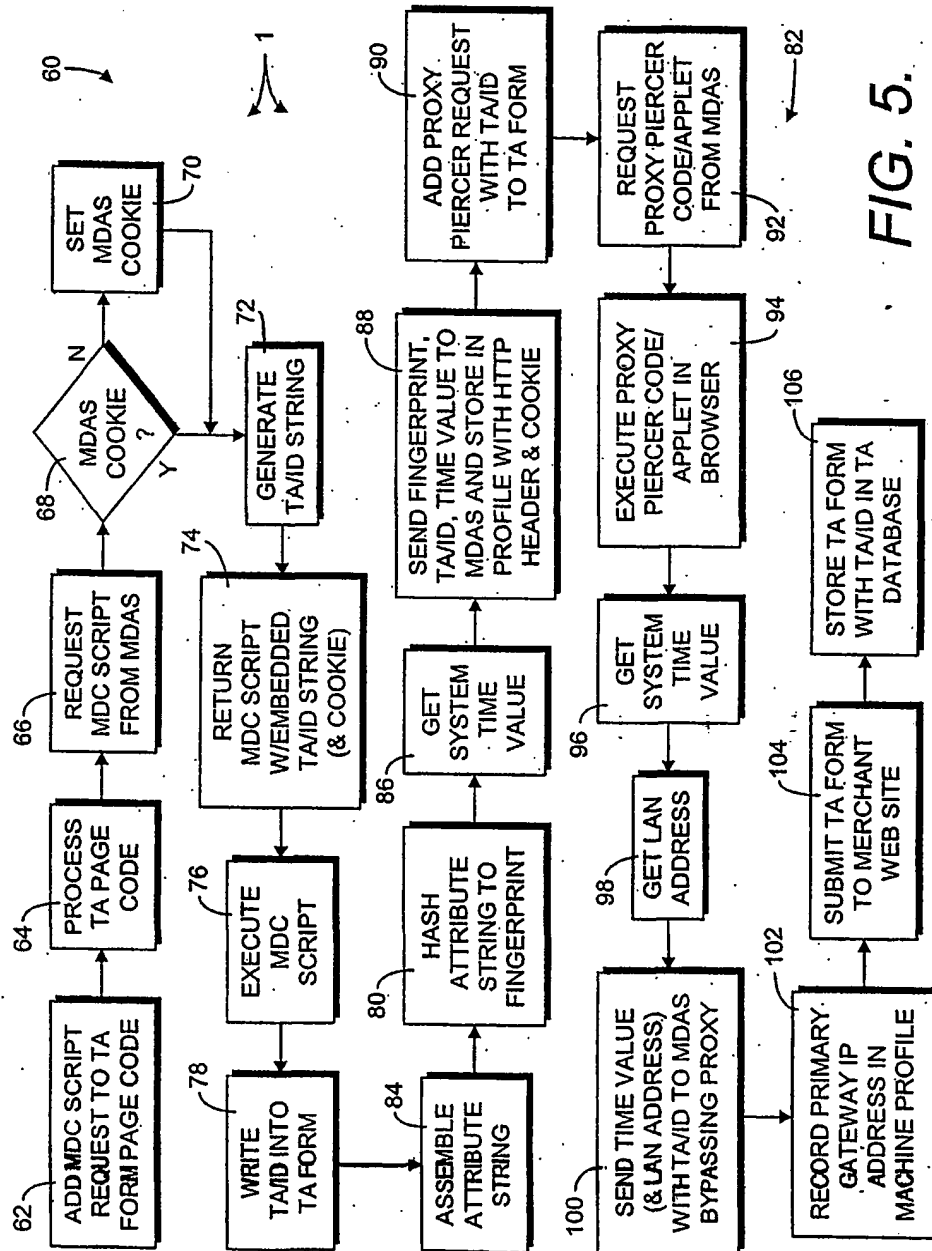 60
1
62
ADD MDC SCRIPT
REQUEST TO TA
FORM PAGE CODE
64
PROCESS
TA PAGE
CODE
66
REQUEST
MDC SCRIPT
FROM MDAS
68
MDAS
COOKIE
?
N
Y
SET
MDAS
COOKIE
70
72
GENERATE
TA/ID STRING
74
RETURN
MDC SCRIPT
W/EMBEDDED
TA/ID STRING
(& COOKIE)
76
EXECUTE
MDC
SCRIPT
78
WRITE
TA/ID INTO
TA FORM
84
ASSEMBLE
ATTRIBUTE
STRING
80
HASH
ATTRIBUTE
STRING TO
FINGERPRINT
86
GET
SYSTEM
TIME
VALUE
88
SEND FINGERPRINT,
TA/ID, TIME VALUE TO
MDAS AND STORE IN
PROFILE WITH HTTP
HEADER & COOKIE
90
ADD PROXY
PIERCER REQUEST
WITH TA/ID
TO TA FORM
REQUEST
PROXY PIERCER
CODE/APPLET
FROM MDAS
92
82
EXECUTE PROXY
PIERCER CODE/
APPLET IN
BROWSER
94
GET
SYSTEM
TIME
VALUE
96
98
GET LAN
ADDRESS
100
SEND TIME VALUE
(& LAN ADDRESS)
WITH TA/ID TO MDAS
BYPASSING PROXY
102
RECORD PRIMARY
GATEWAY IP
ADDRESS IN
MACHINE PROFILE
104
SUBMIT TA FORM
TO MERCHANT
WEB SITE
106
STORE TA FORM
WITH TA/ID IN TA
DATABASE
FIG. 5.